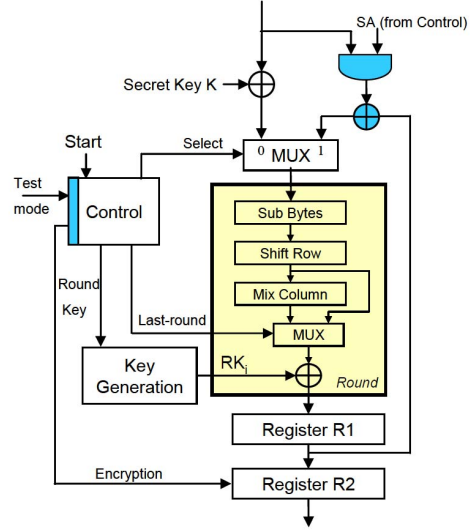 SA (from Control)
Secret Key K
Start
Select
0 MUX 1
Test
mode
Control
Sub Bytes
Shift Row
Round
Key
Mix Column
Last-round
MUX
Key
Generation
RKi
Round
Register R1
Encryption
Register R2